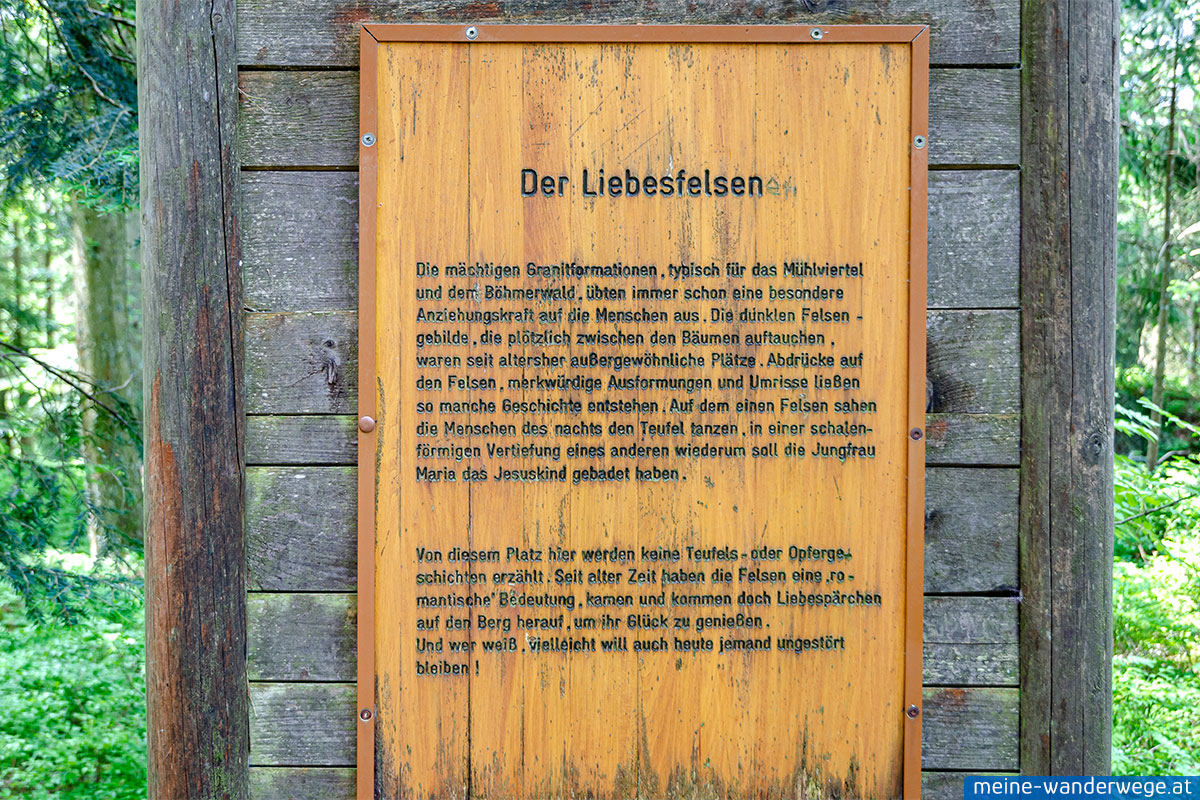 Der Liebesfelsen
Die mächtigen Granitformationen, typisch für das Mühlviertel
und dem Böhmerwald, übten immer schon eine besondere
Anziehungskraft auf die Menschen aus. Die dunklen Felsen-
gebilde, die plötzlich zwischen den Bäumen auftauchen,
waren seit altersher außergewöhnliche Plätze. Abdrücke auf
den Felsen, merkwürdige Ausformungen und Umrisse ließen
so manche Geschichte entstehen. Auf dem einen Felsen sahen
die Menschen des nachts den Teufel tanzen, in einer schalen-
förmigen Vertiefung eines anderen wiederum soll die Jungfrau
Maria das Jesuskind gebadet haben.
Von diesem Platz hier werden keine Teufels- oder Opferge-
schichten erzählt. Seit alter Zeit haben die Felsen eine „ro-
mantische" Bedeutung, kamen und kommen doch Liebespärchen
auf den Berg herauf, um ihr Glück zu genießen.
Und wer weiß, vielleicht will auch heute jemand ungestört
bleiben!
meine-wanderwege.at